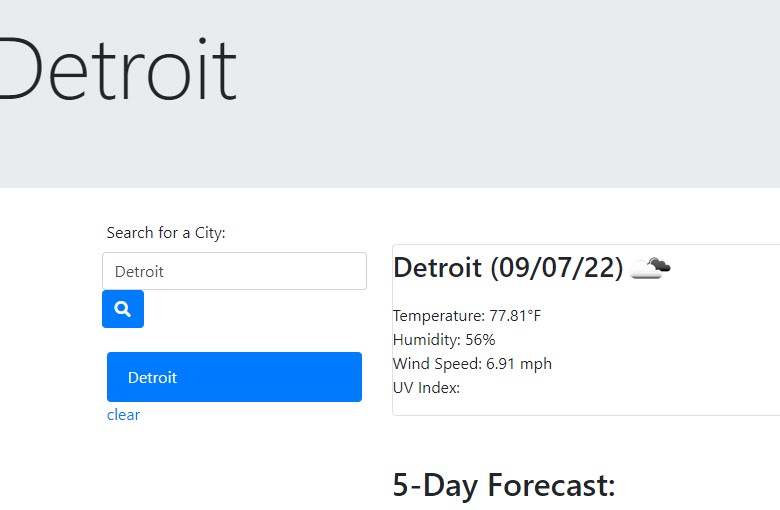 Detroit
Search for a City:
Detroit
Detroit
clear
Detroit (09/07/22)
Temperature: 77.81°F
Humidity: 56%
Wind Speed: 6.91 mph
UV Index:
5-Day Forecast: